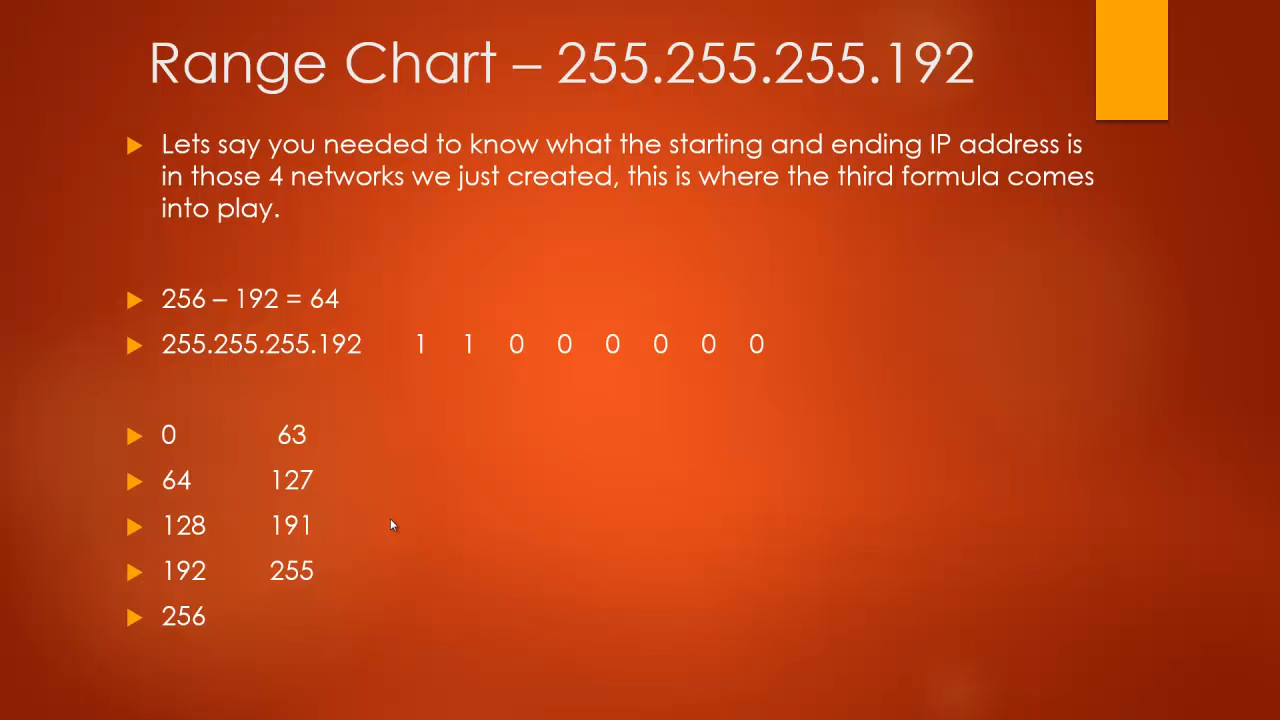 Range Chart – 255.255.255.192
Lets say you needed to know what the starting and ending IP address is
in those 4 networks we just created, this is where the third formula comes
into play.
256 – 192 = 64
255.255.255.192 1 1 0 0 0 0 0 0
0 63
64 127
128 191
192 255
256